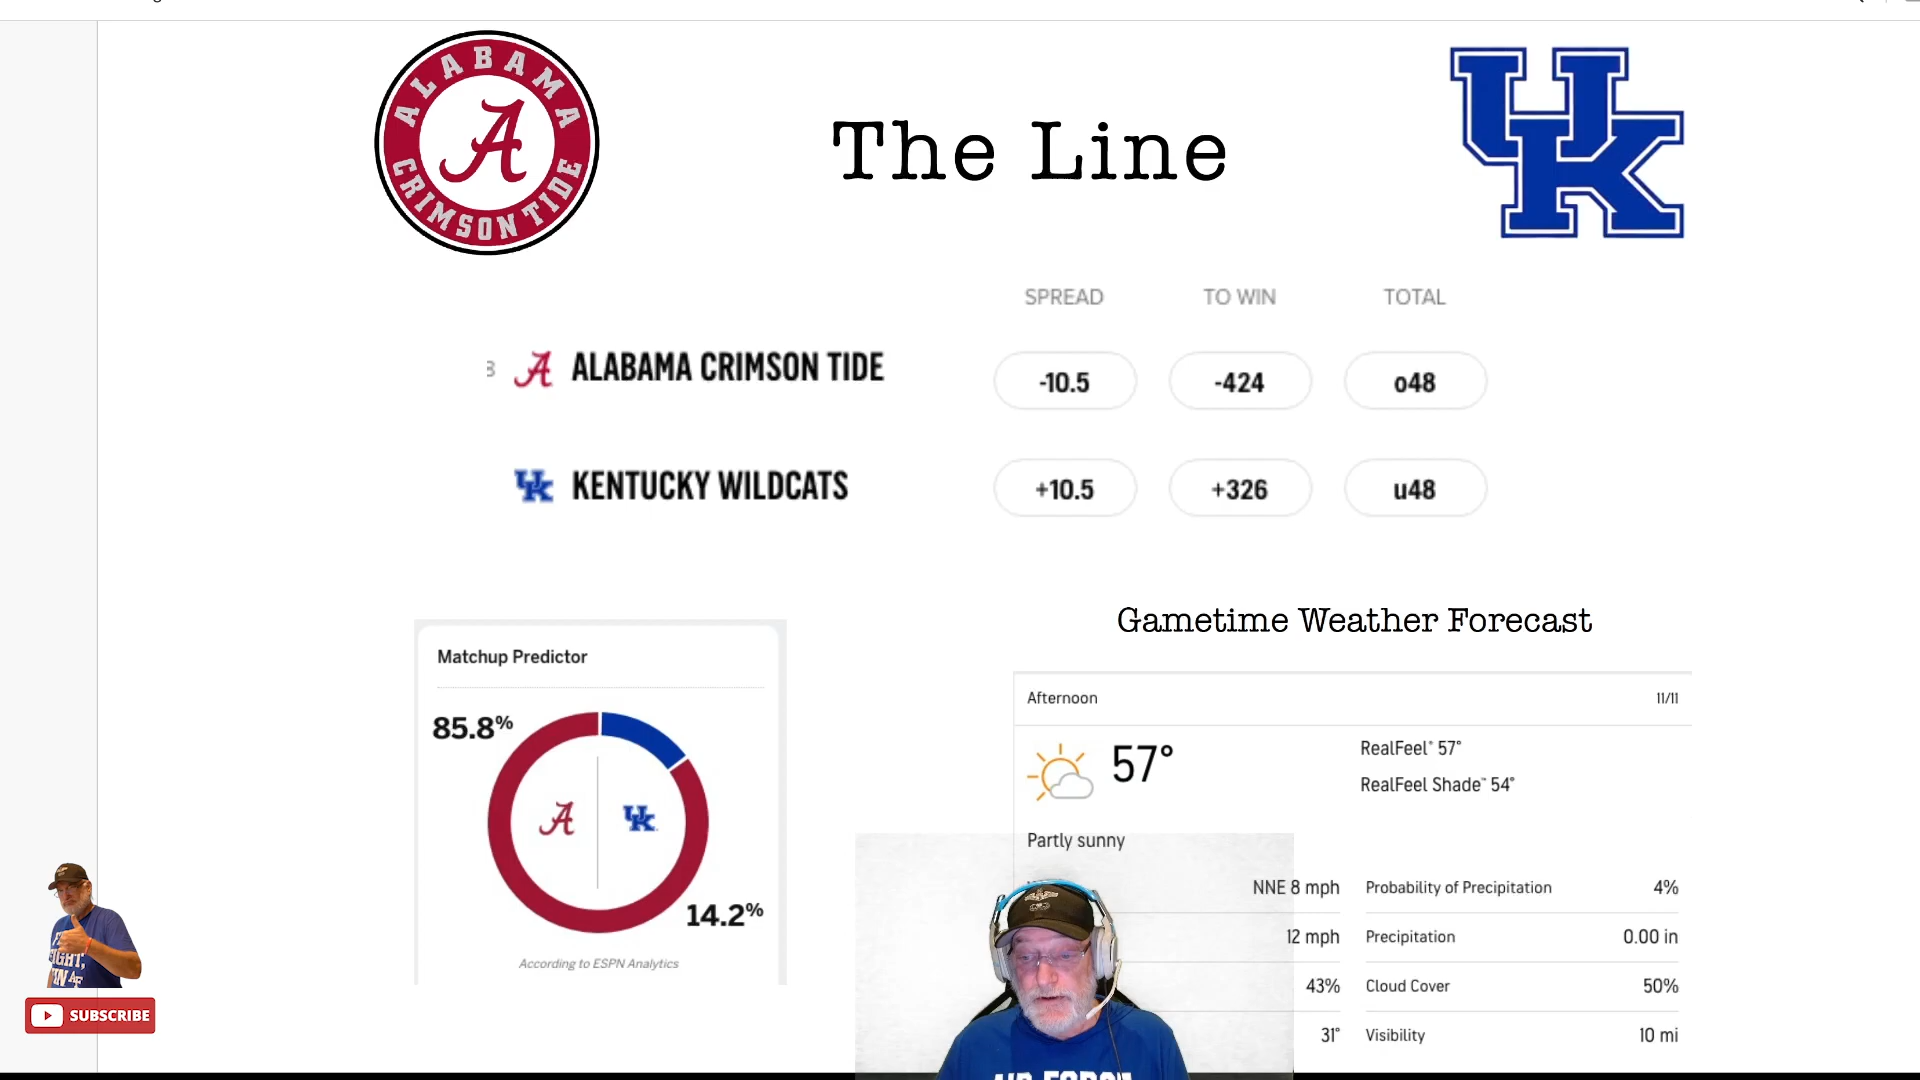 ALABAMA
A
CRIMSON TIDE
The Line
UK
SPREAD TO WIN TOTAL
A ALABAMA CRIMSON TIDE -10.5 -424 o48
UK KENTUCKY WILDCATS +10.5 +326 u48
Gametime Weather Forecast
Matchup Predictor
85.8%
A UK
14.2%
According to ESPN Analytics
Afternoon 11/11
57° RealFeel® 57°
RealFeel Shade™ 54°
Partly sunny
NNE 8 mph Probability of Precipitation 4%
12 mph Precipitation 0.00 in
43% Cloud Cover 50%
31° Visibility 10 mi
SUBSCRIBE